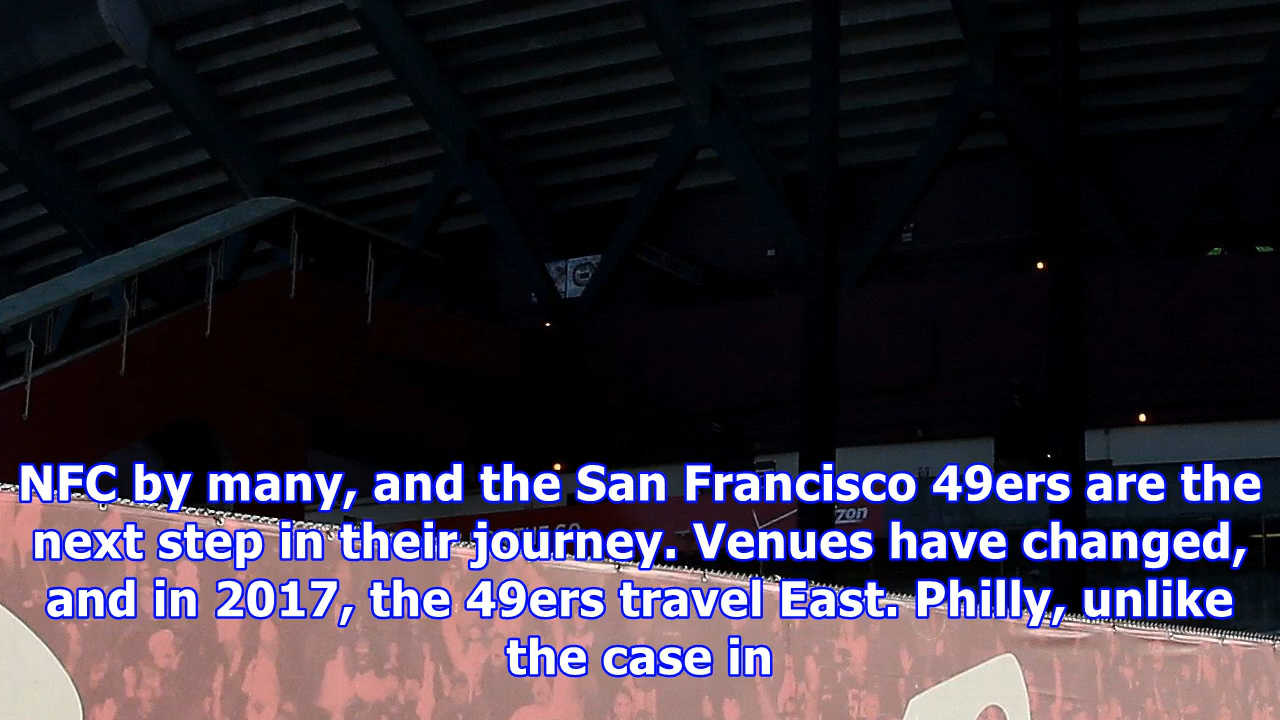 NFC by many, and the San Francisco 49ers are the
next step in their journey. Venues have changed,
and in 2017, the 49ers travel East. Philly, unlike
the case in
zon